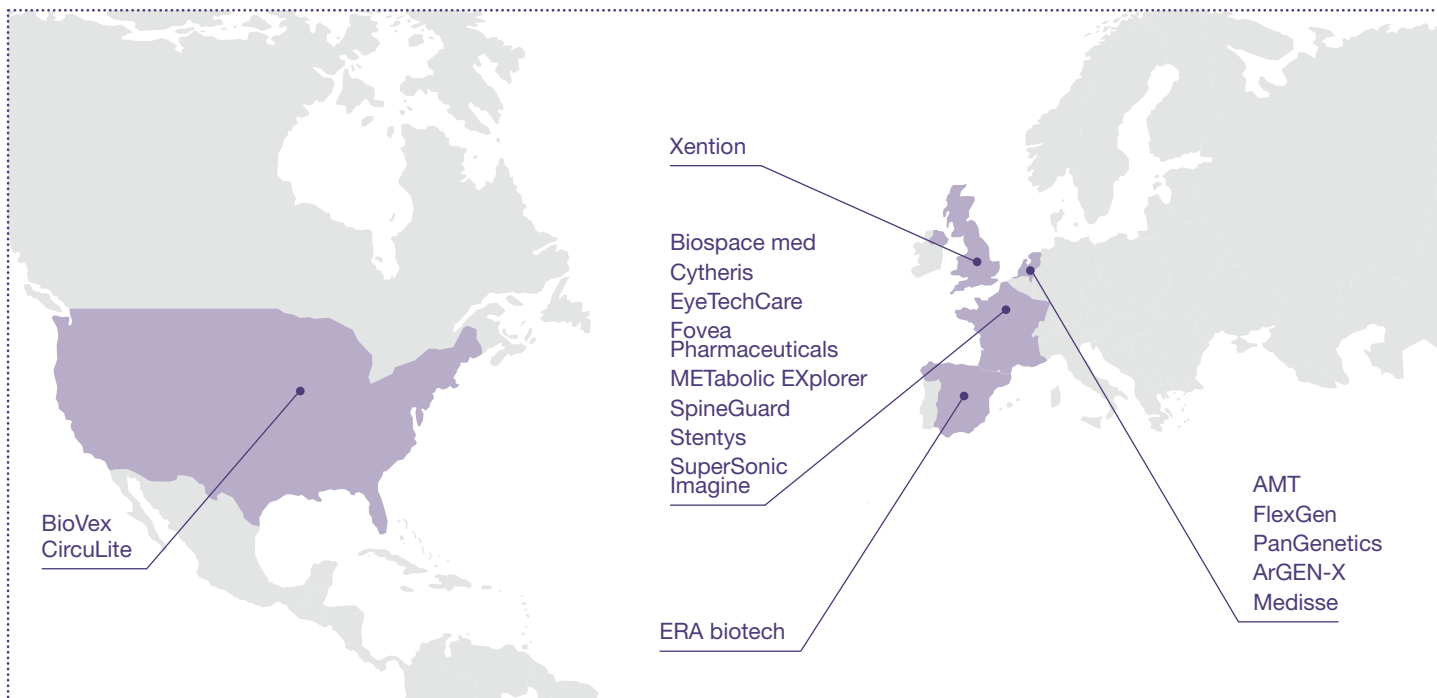 Xention
Biospace med
Cytheris
EyeTechCare
Fovea
Pharmaceuticals
METabolic EXplorer
SpineGuard
Stentys
SuperSonic
Imagine
BioVex
CircuLite
ERA biotech
AMT
FlexGen
PanGenetics
ArGEN-X
Medisse